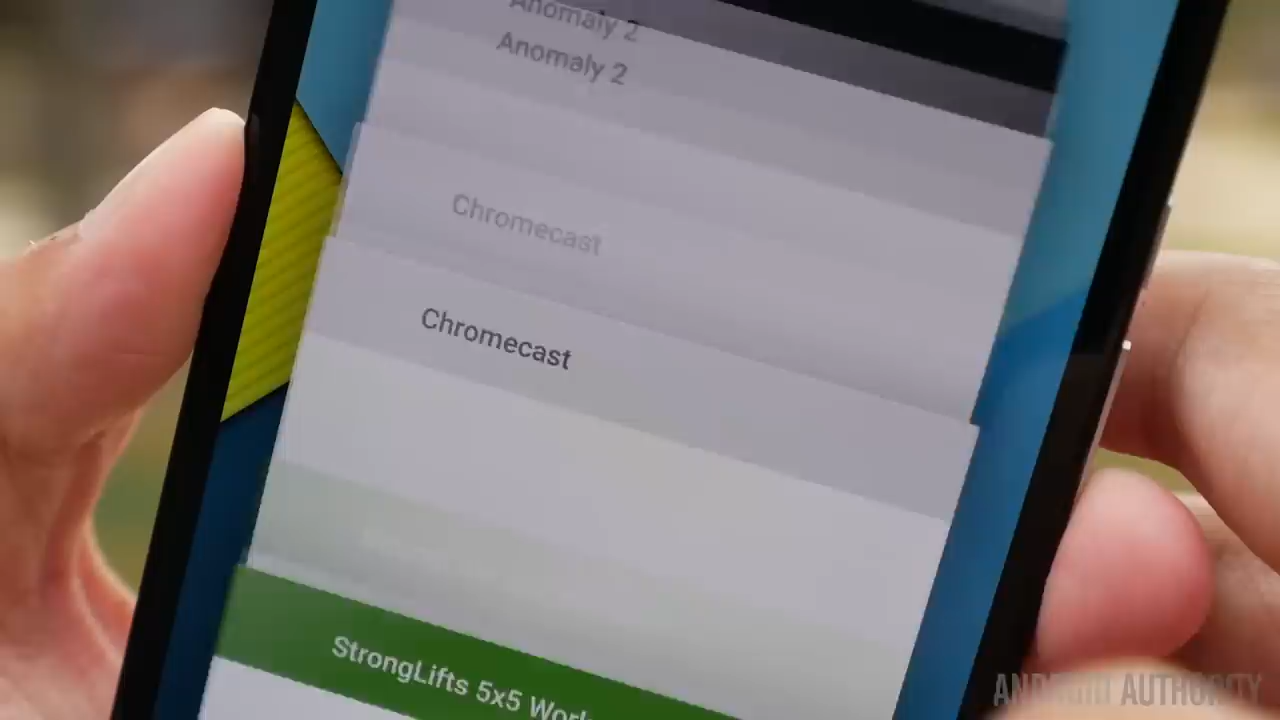 Anomaly 2
Anomaly 2
Chromecast
Chromecast
StrongLifts 5x5 Work
ANDROID AUTHORITY